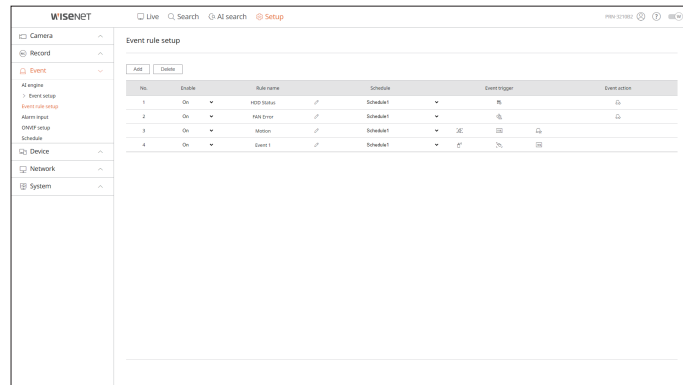 WISENET
Live Search AI search Setup
Camera
Record
Event
AI engine
> Event setup
Event rule setup
Alarm input
ONVIF setup
Schedule
Device
Network
System
Event rule setup
Add Delete
No. Enable Rule name Schedule Event trigger Event action
1 On HDD Status Schedule1
2 On FAN Error Schedule1
3 On Motion Schedule1
4 On Event 1 Schedule1